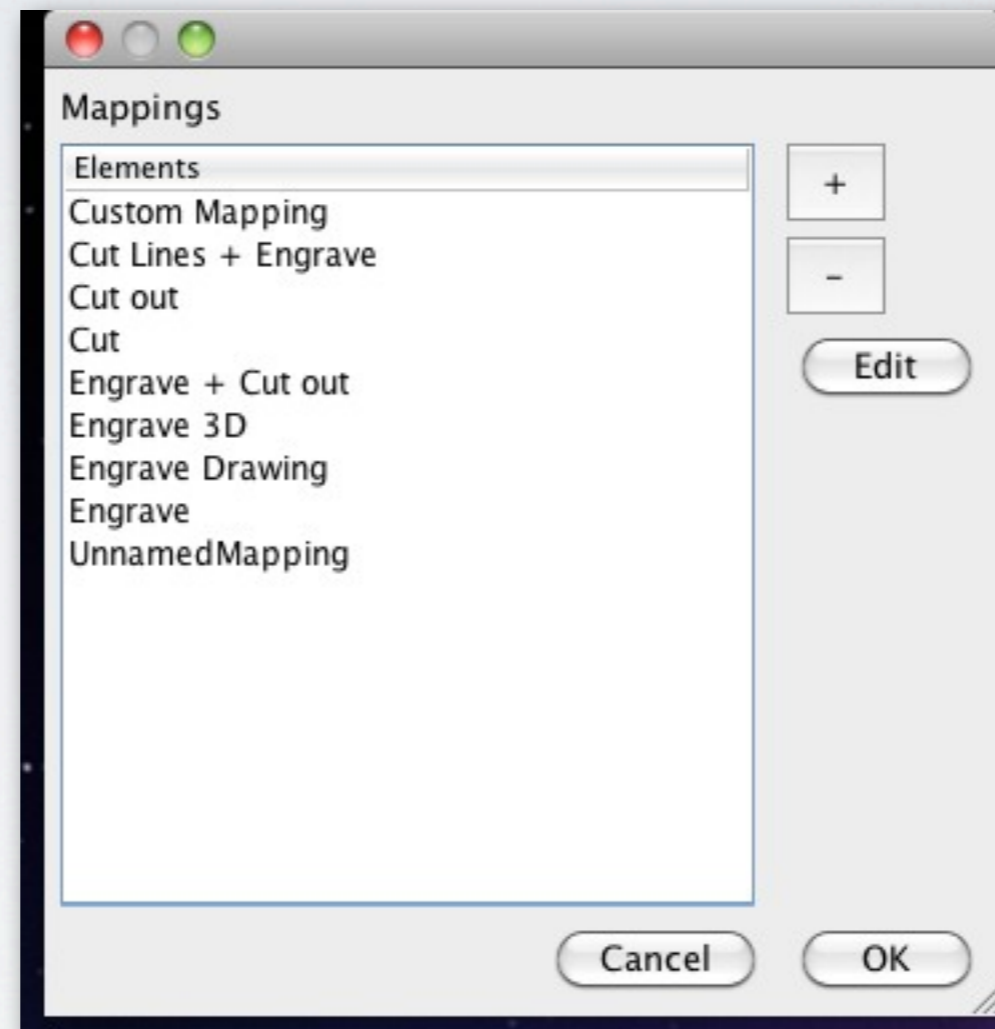 Mappings
Elements
+
Custom Mapping
Cut Lines + Engrave
-
Cut out
Cut
Edit
Engrave + Cut out
Engrave 3D
Engrave Drawing
Engrave
UnnamedMapping
Cancel
OK